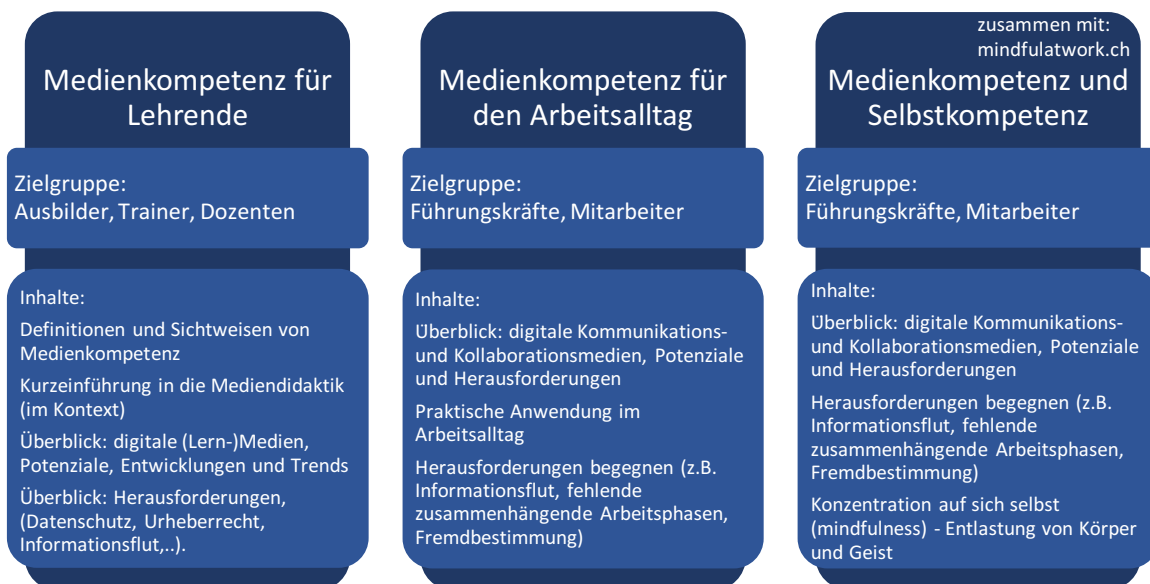 Medienkompetenz für
Lehrende
Zielgruppe:
Ausbilder, Trainer, Dozenten
Inhalte:
Definitionen und Sichtweisen von
Medienkompetenz
Kurzeinführung in die Mediendidaktik
(im Kontext)
Überblick: digitale (Lern-)Medien,
Potenziale, Entwicklungen und Trends
Überblick: Herausforderungen,
(Datenschutz, Urheberrecht,
Informationsflut,..).
Medienkompetenz für
den Arbeitsalltag
Zielgruppe:
Führungskräfte, Mitarbeiter
Inhalte:
Überblick: digitale Kommunikations-
und Kollaborationsmedien, Potenziale
und Herausforderungen
Praktische Anwendung im
Arbeitsalltag
Herausforderungen begegnen (z.B.
Informationsflut, fehlende
zusammenhängende Arbeitsphasen,
Fremdbestimmung)
zusammen mit:
mindfulatwork.ch
Medienkompetenz und
Selbstkompetenz
Zielgruppe:
Führungskräfte, Mitarbeiter
Inhalte:
Überblick: digitale Kommunikations-
und Kollaborationsmedien, Potenziale
und Herausforderungen
Herausforderungen begegnen (z.B.
Informationsflut, fehlende
zusammenhängende Arbeitsphasen,
Fremdbestimmung)
Konzentration auf sich selbst
(mindfulness) - Entlastung von Körper
und Geist